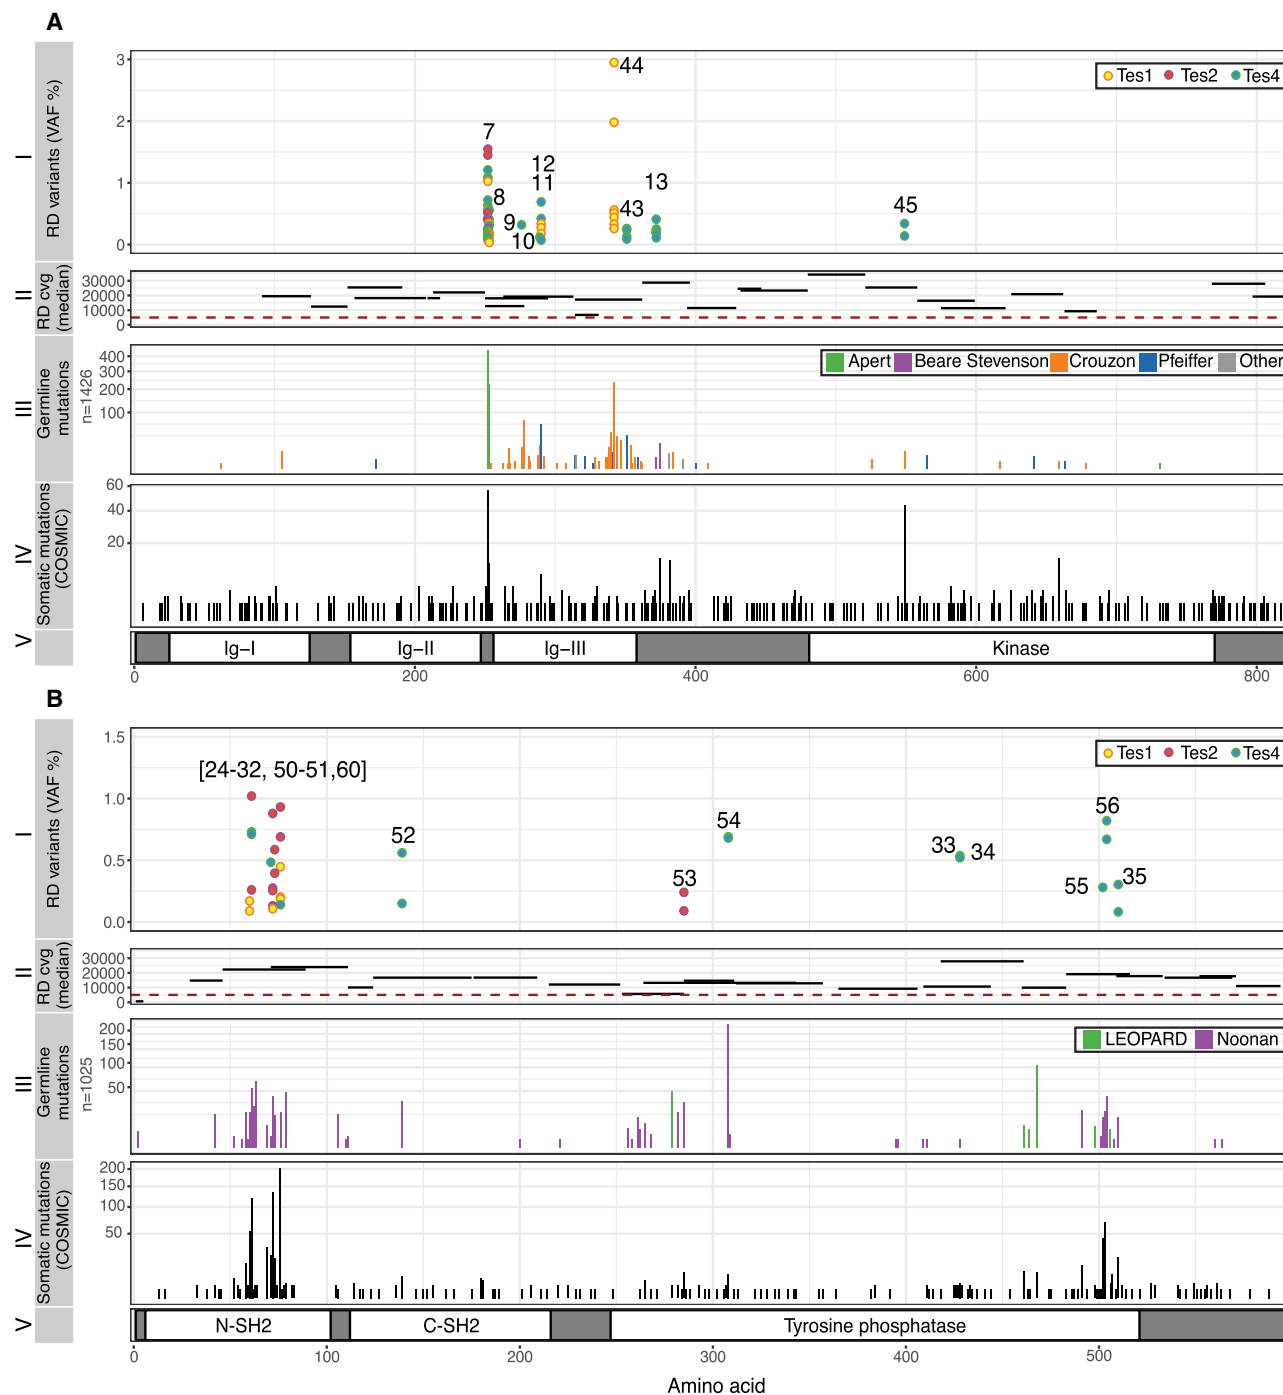 A
I
RD variants (VAF %)
3
2
1
0
Tes1 Tes2 Tes4
44
7
12
11
13
8
9
10
43
45
II
RD cvg
(median)
30000
20000
10000
0
III
Germline
mutations
n=1426
400
300
200
100
Apert Beare Stevenson Crouzon Pfeiffer Other
IV
Somatic mutations
(COSMIC)
60
40
20
V
Ig−I Ig−II Ig−III Kinase
0 200 400 600 800
B
I
RD variants (VAF %)
1.5
1.0
0.5
0.0
Tes1 Tes2 Tes4
[24-32, 50-51,60]
52
54
53
33 34
56
55
35
II
RD cvg
(median)
30000
20000
10000
0
III
Germline
mutations
n=1025
200
150
100
50
LEOPARD Noonan
IV
Somatic mutations
(COSMIC)
200
150
100
50
V
N-SH2 C-SH2 Tyrosine phosphatase
0 100 200 300 400 500
Amino acid